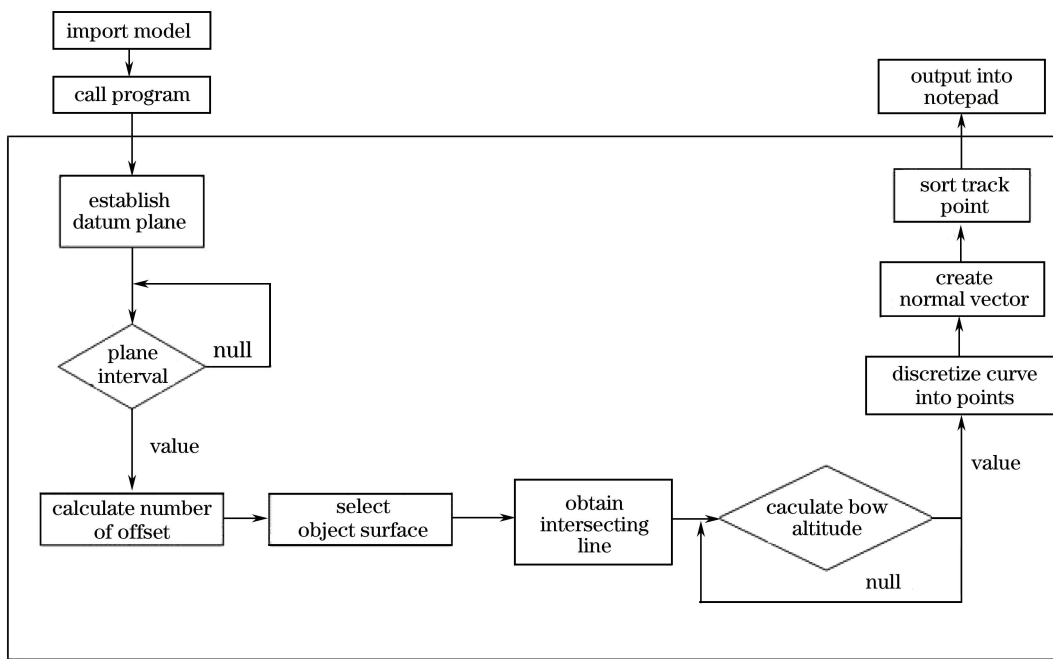 import model
call program
establish
datum plane
plane
interval
null
value
calculate number
of offset
select
object surface
obtain
intersecting
line
caculate bow
altitude
null
value
discretize curve
into points
create
normal vector
sort track
point
output into
notepad